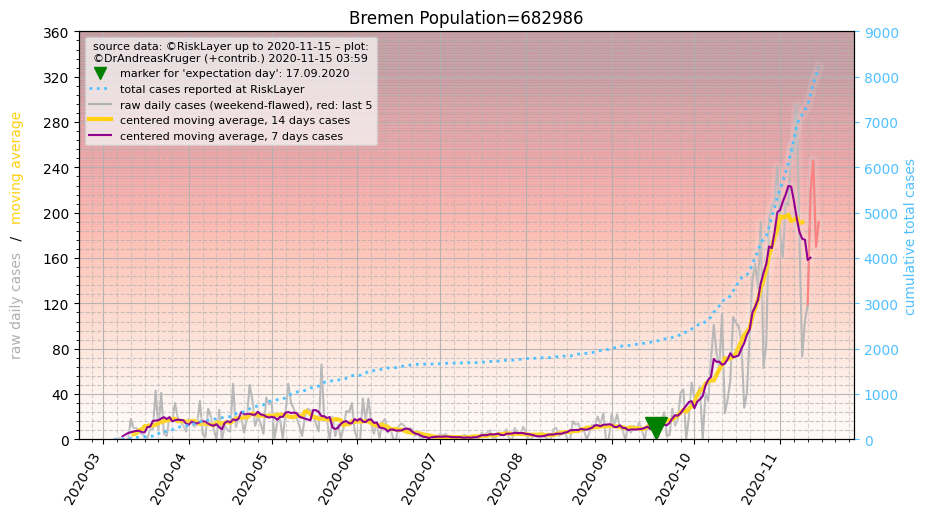 Bremen Population=682986
source data: ©RiskLayer up to 2020-11-15 – plot:
©DrAndreasKruger (+contrib.) 2020-11-15 03:59
marker for 'expectation day': 17.09.2020
total cases reported at RiskLayer
raw daily cases (weekend-flawed), red: last 5
centered moving average, 14 days cases
centered moving average, 7 days cases
raw daily cases / moving average
360
320
280
240
200
160
120
80
40
0
9000
8000
7000
6000
5000
4000
3000
2000
1000
0
cumulative total cases
2020-03
2020-04
2020-05
2020-06
2020-07
2020-08
2020-09
2020-10
2020-11